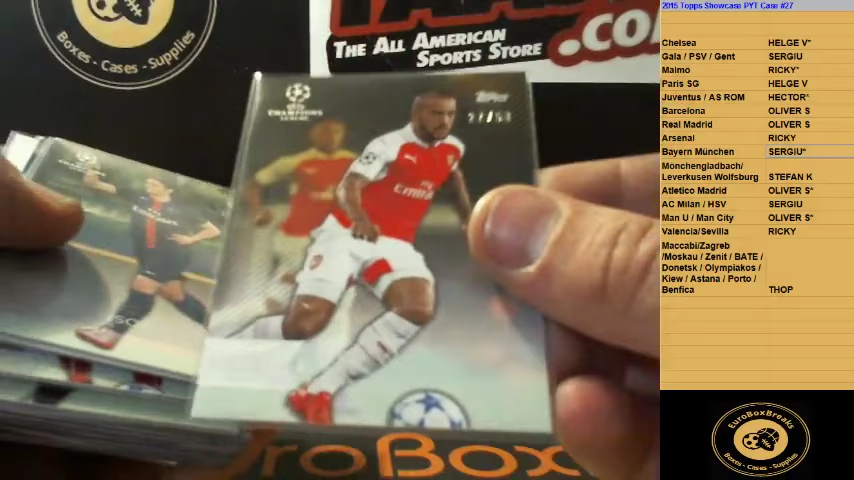 Boxes - Cases - Supplies
THE ALL AMERICAN
SPORTS STORE
.COM
CHAMPIONS
LEAGUE
Topps
Emirates
roBox
2015 Topps Showcase PYT Case #27
Chelsea HELGE V*
Gala / PSV / Gent SERGIU
Malmö RICKY*
Paris SG HELGE V
Juventus / AS ROM HECTOR*
Barcelona OLIVER S
Real Madrid OLIVER S
Arsenal RICKY
Bayern München SERGIU*
Mönchengladbach/
Leverkusen Wolfsburg STEFAN K
Atletico Madrid OLIVER S*
AC Milan / HSV SERGIU
Man U / Man City OLIVER S*
Valencia/Sevilla RICKY
Maccabi/Zagreb
/Moskau / Zenit / BATE /
Donetsk / Olympiakos /
Kiew / Astana / Porto /
Benfica THOP
EuroBoxBreaks
Boxes - Cases - Supplies